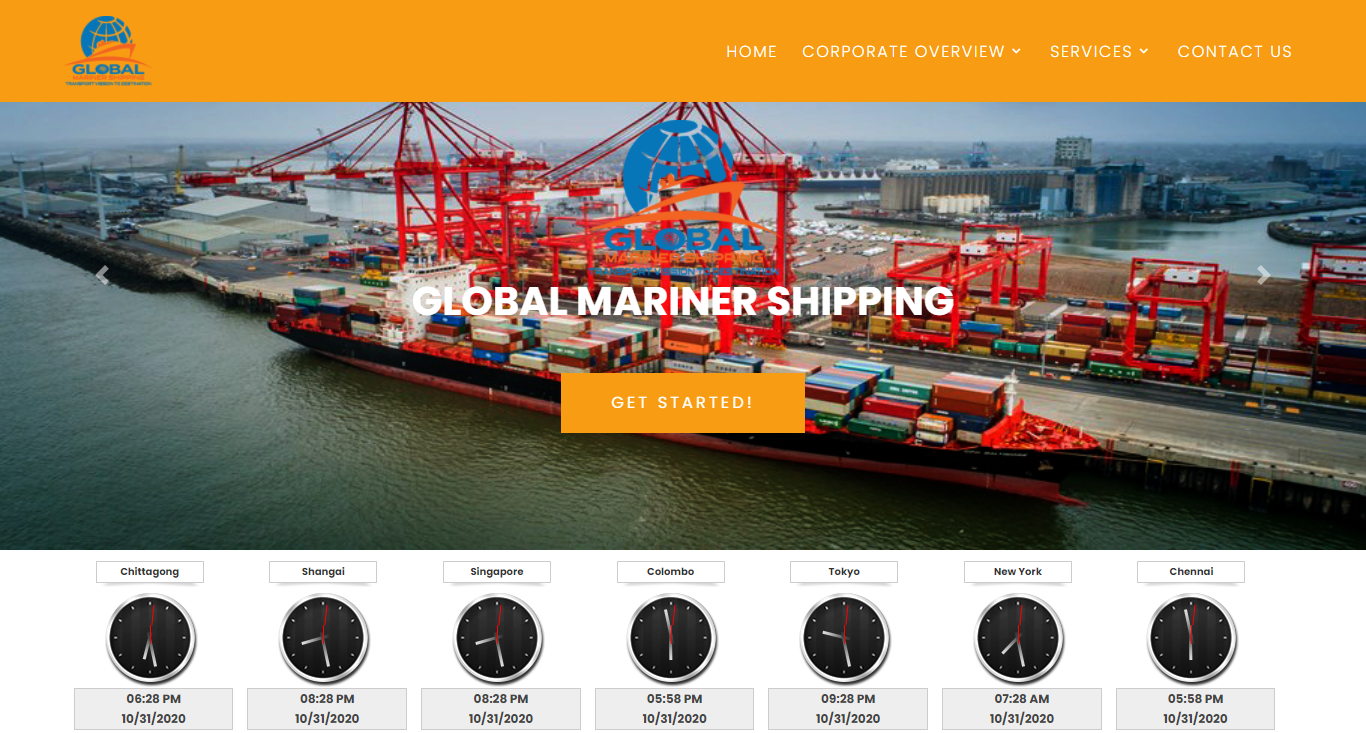 GLOBAL
MARINER SHIPPING
TRANSPORT VISSION TO DESTINATION
HOME
CORPORATE OVERVIEW
SERVICES
CONTACT US
GLOBAL
MARINER SHIPPING
TRANSPORT VISSION TO DESTINATION
GLOBAL MARINER SHIPPING
GET STARTED!
Chittagong
Shangai
Singapore
Colombo
Tokyo
New York
Chennai
06:28 PM
08:28 PM
08:28 PM
05:58 PM
09:28 PM
07:28 AM
05:58 PM
10/31/2020
10/31/2020
10/31/2020
10/31/2020
10/31/2020
10/31/2020
10/31/2020